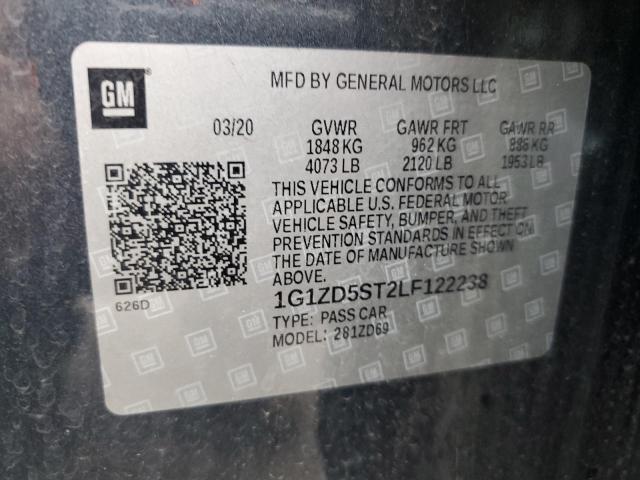 GM
MFD BY GENERAL MOTORS LLC
03/20 GVWR GAWR FRT GAWR RR
1848 KG 962 KG 886 KG
4073 LB 2120 LB 1953 LB
THIS VEHICLE CONFORMS TO ALL
APPLICABLE U.S. FEDERAL MOTOR
VEHICLE SAFETY, BUMPER, AND THEFT
PREVENTION STANDARDS IN EFFECT ON
THE DATE OF MANUFACTURE SHOWN
ABOVE.
626D
1G1ZD5ST2LF122238
TYPE: PASS CAR
MODEL: 281ZD69